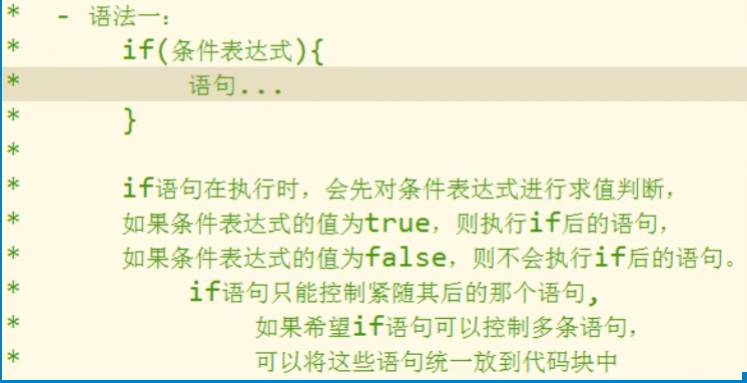 *   - 语法一:
*       if(条件表达式){
*           语句...
*       }
*
*       if语句在执行时，会先对条件表达式进行求值判断，
*       如果条件表达式的值为true，则执行if后的语句，
*       如果条件表达式的值为false，则不会执行if后的语句。
*           if语句只能控制紧随其后的那个语句，
*               如果希望if语句可以控制多条语句，
*               可以将这些语句统一放到代码块中